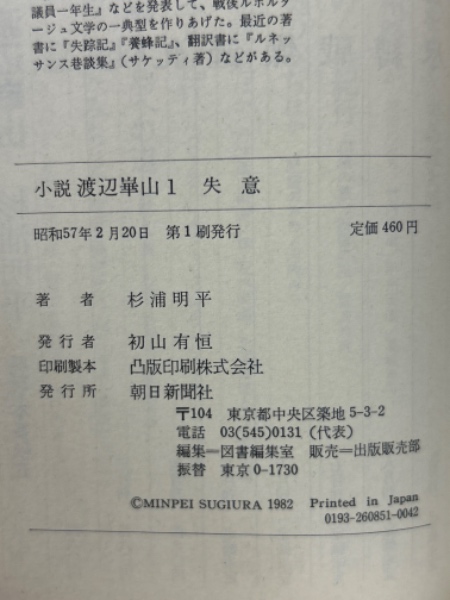 議員一年生』などを発表して、戦後ルポルタ
ージュ文学の一典型を作りあげた。最近の著
書に『失踪記』『養蜂記』、翻訳書に『ルネッ
サンス巷談集』(サケッティ著)などがある。
小説 渡辺崋山1 失意
昭和57年2月20日 第1刷発行 定価 460円
著者 杉浦明平
発行者 初山有恒
印刷製本 凸版印刷株式会社
発行所 朝日新聞社
〒104 東京都中央区築地 5-3-2
電話 03(545)0131(代表)
編集=図書編集室 販売=出版販売部
振替 東京0-1730
©MINPEI SUGIURA 1982 Printed in Japan
0193-260851-0042